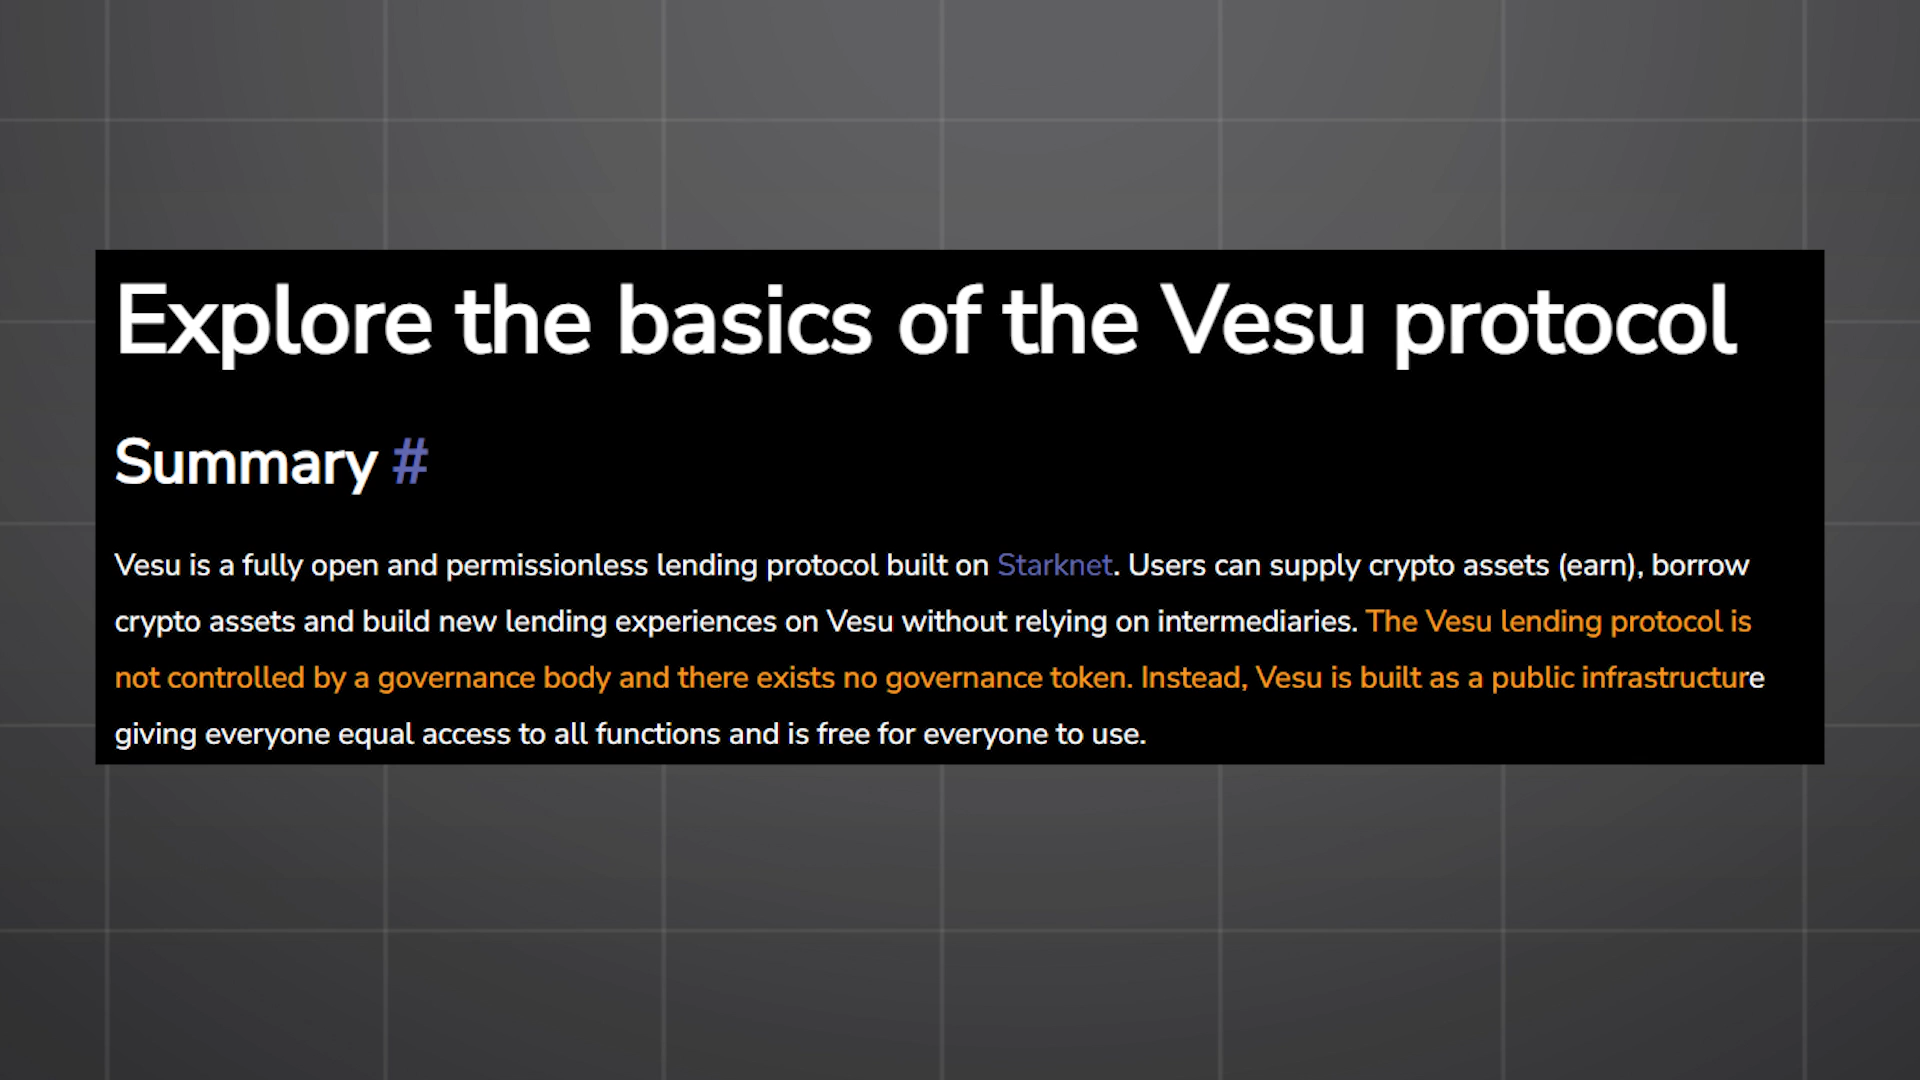 Explore the basics of the Vesu protocol
Summary #
Vesu is a fully open and permissionless lending protocol built on Starknet. Users can supply crypto assets (earn), borrow
crypto assets and build new lending experiences on Vesu without relying on intermediaries. The Vesu lending protocol is
not controlled by a governance body and there exists no governance token. Instead, Vesu is built as a public infrastructure
giving everyone equal access to all functions and is free for everyone to use.